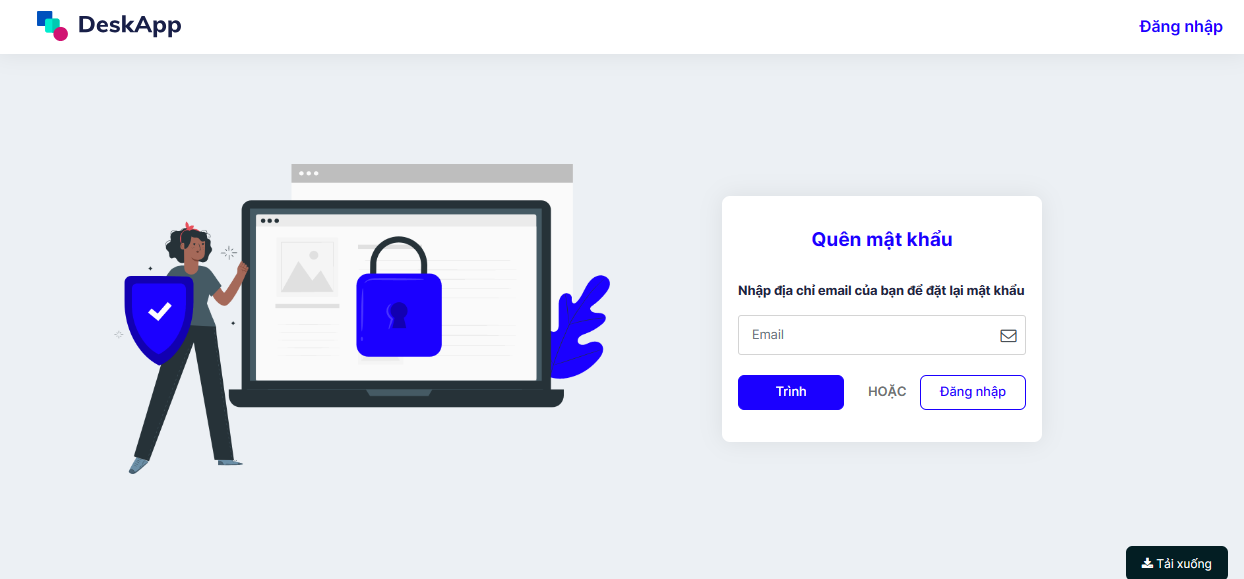 DeskApp
Đăng nhập
Quên mật khẩu
Nhập địa chỉ email của bạn để đặt lại mật khẩu
Email
Trình
HOẶC
Đăng nhập
Tải xuống